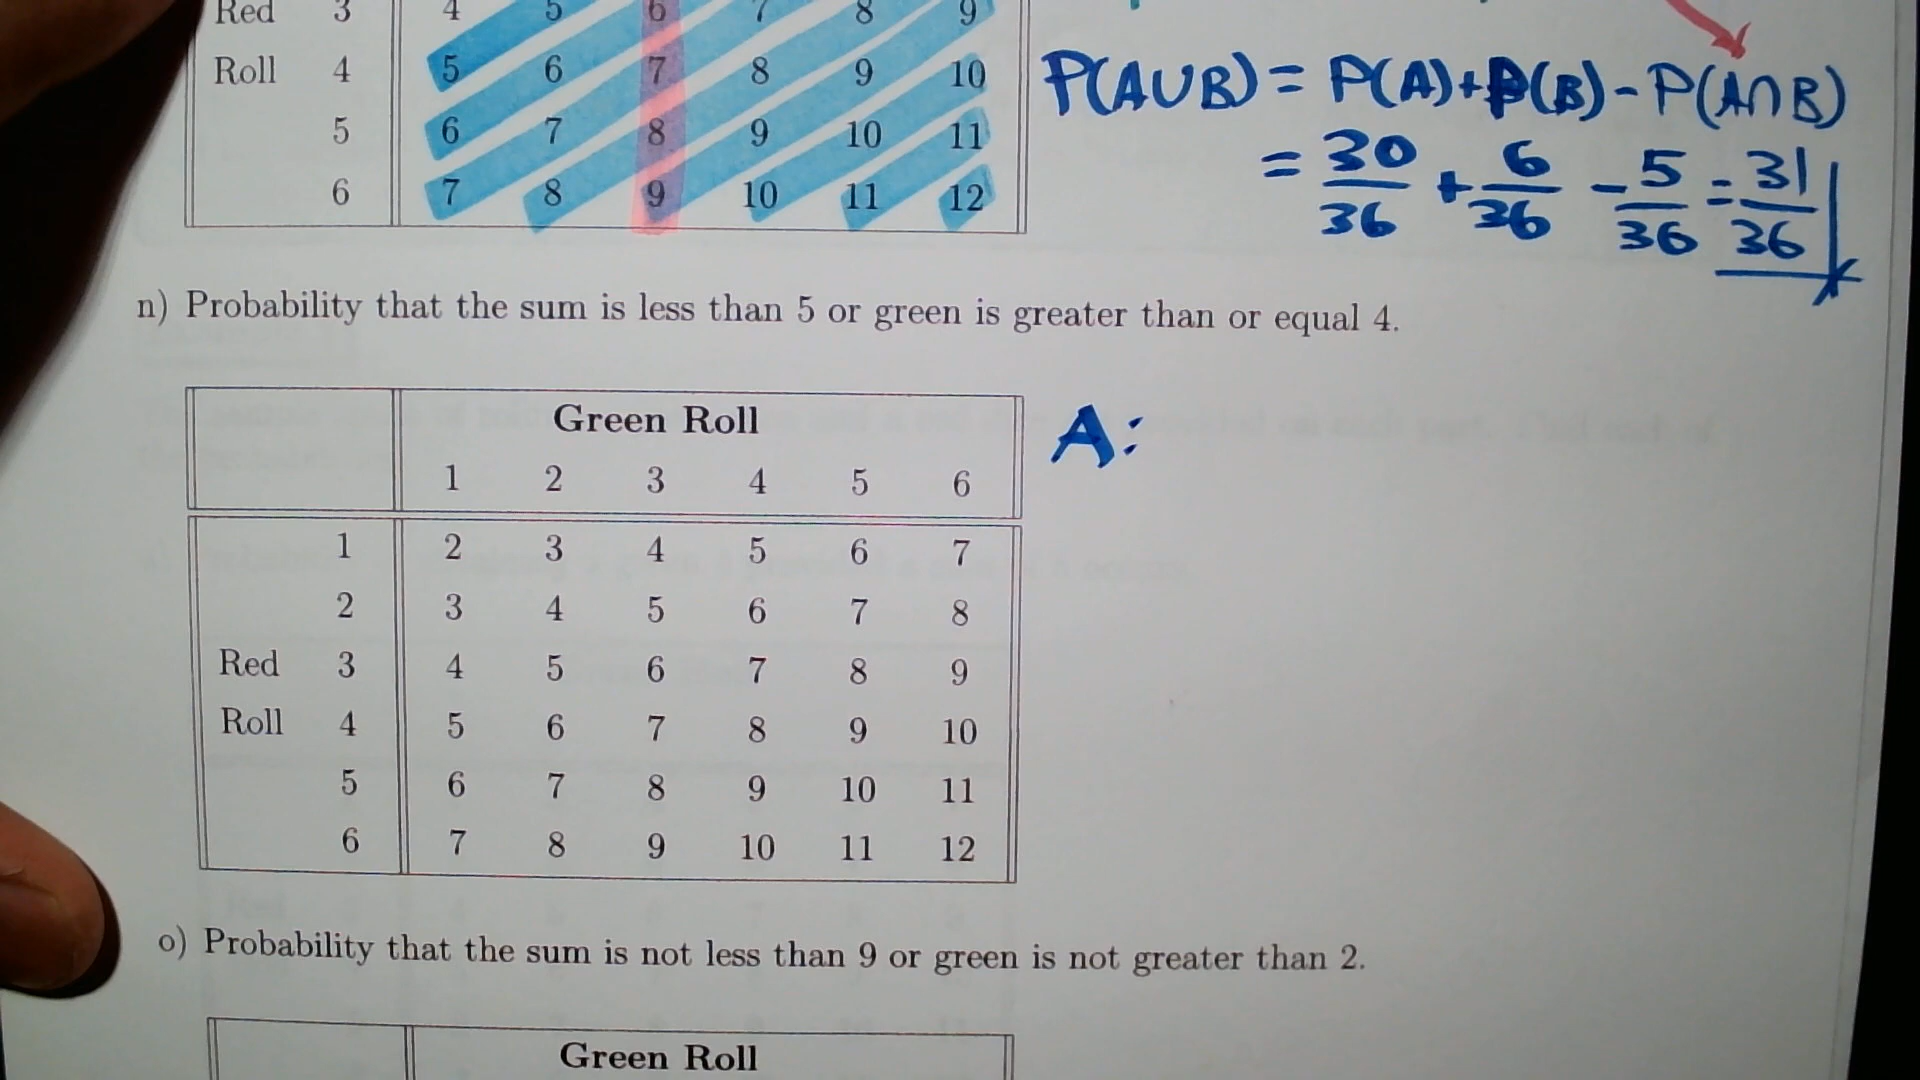 Red 3 4 5 6 7 8 9
Roll 4 5 6 7 8 9 10
5 6 7 8 9 10 11
6 7 8 9 10 11 12
P(A∪B) = P(A)+P(B)-P(A∩B)
= 30/36 + 6/36 - 5/36 = 31/36
n) Probability that the sum is less than 5 or green is greater than or equal 4.
Green Roll
1 2 3 4 5 6
1 2 3 4 5 6 7
2 3 4 5 6 7 8
Red 3 4 5 6 7 8 9
Roll 4 5 6 7 8 9 10
5 6 7 8 9 10 11
6 7 8 9 10 11 12
A:
o) Probability that the sum is not less than 9 or green is not greater than 2.
Green Roll